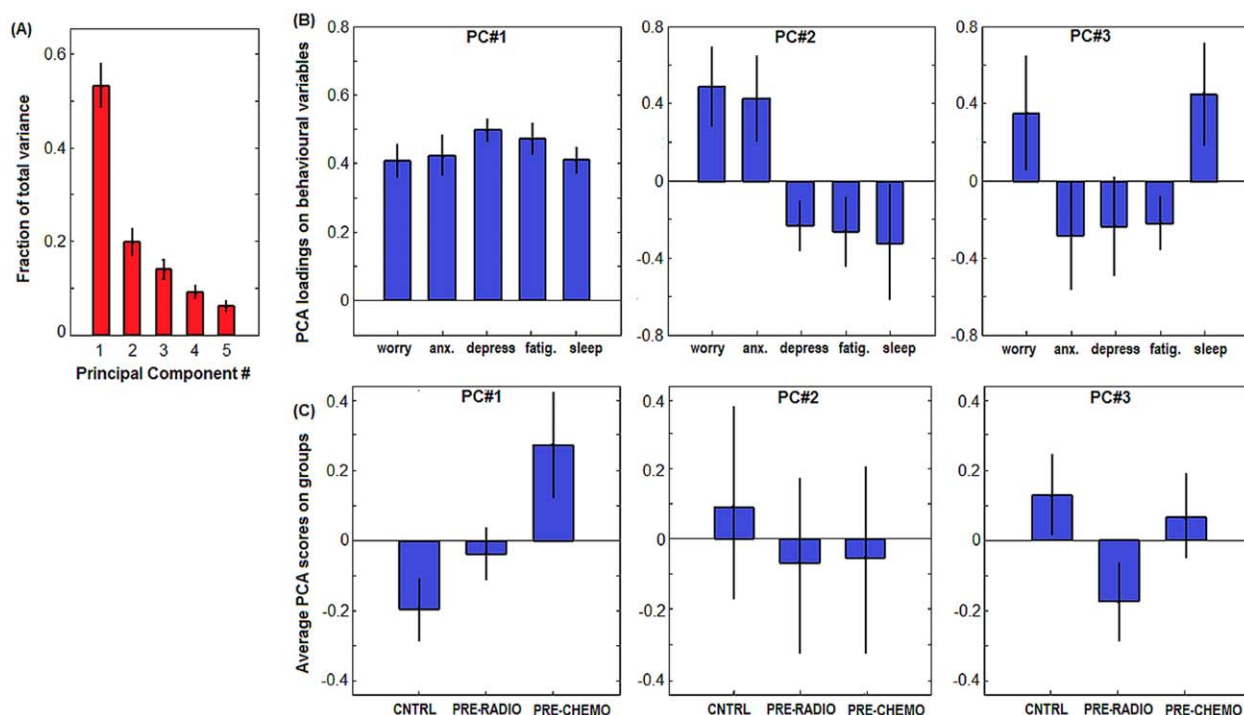 (A)
Fraction of total variance
0.6
0.4
0.2
0
1 2 3 4 5
Principal Component #
(B)
PCA loadings on behavioural variables
PC#1
0.8
0.6
0.4
0.2
0
worry anx. depress fatig. sleep
PC#2
0.8
0.4
0
-0.4
-0.8
worry anx. depress fatig. sleep
PC#3
0.8
0.4
0
-0.4
-0.8
worry anx. depress fatig. sleep
(C)
Average PCA scores on groups
PC#1
0.4
0.2
0
-0.2
-0.4
CNTRL PRE-RADIO PRE-CHEMO
PC#2
0.4
0.2
0
-0.2
-0.4
CNTRL PRE-RADIO PRE-CHEMO
PC#3
0.4
0.2
0
-0.2
-0.4
CNTRL PRE-RADIO PRE-CHEMO